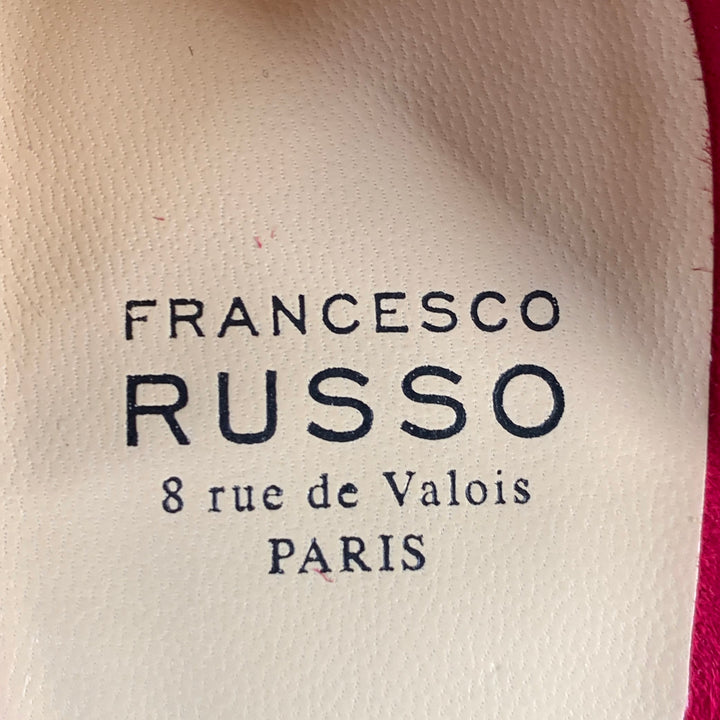 FRANCESCO
RUSSO
8 rue de Valois
PARIS